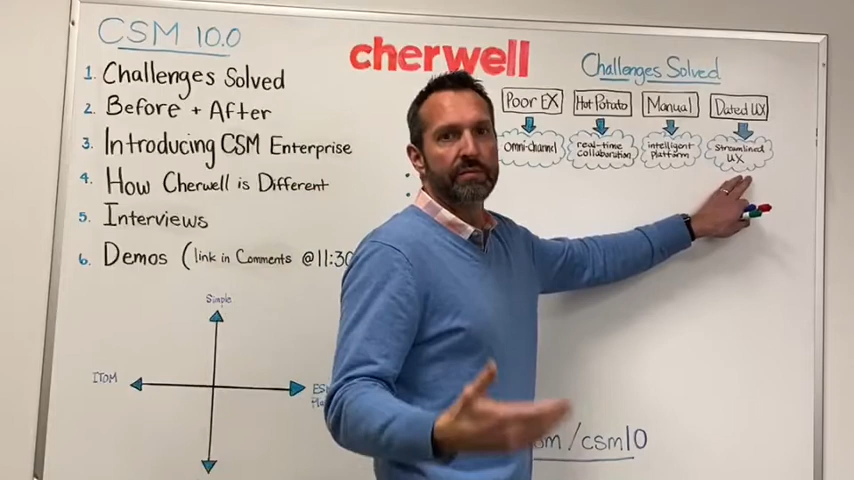 CSM 10.0
1. Challenges Solved
2. Before + After
3. Introducing CSM Enterprise
4. How Cherwell is Different
5. Interviews
6. Demos (link in Comments @11:30
cherwell
Challenges Solved
Poor EX Hot Potato Manual Dated UX
omni-channel
real-time collaboration
intelligent platform
streamlined UX
Simple
ITOM
om/csm10